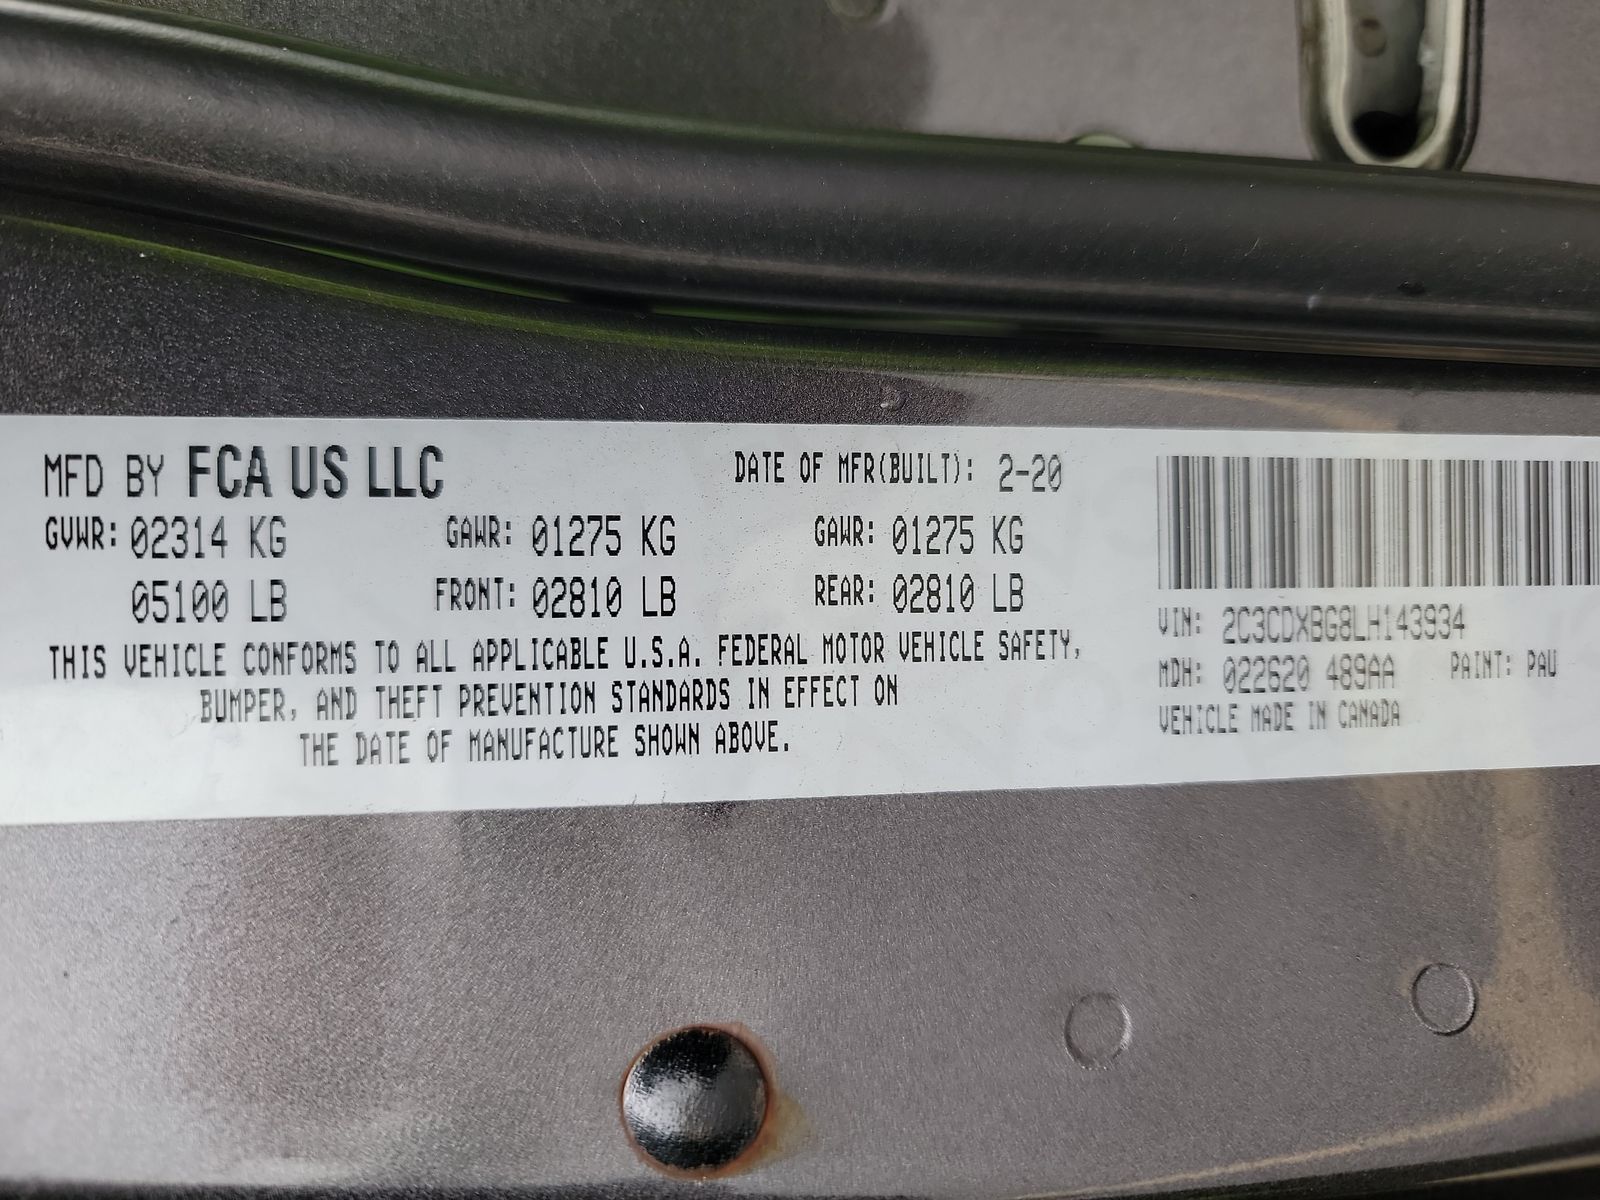 MFD BY FCA US LLC DATE OF MFR(BUILT): 2-20
GVWR: 02314 KG GAWR: 01275 KG GAWR: 01275 KG
05100 LB FRONT: 02810 LB REAR: 02810 LB
THIS VEHICLE CONFORMS TO ALL APPLICABLE U.S.A. FEDERAL MOTOR VEHICLE SAFETY,
BUMPER, AND THEFT PREVENTION STANDARDS IN EFFECT ON
THE DATE OF MANUFACTURE SHOWN ABOVE.
VIN: 2C3CDXBG8LH143934
MDH: 022620 489AA PAINT: PAU
VEHICLE MADE IN CANADA